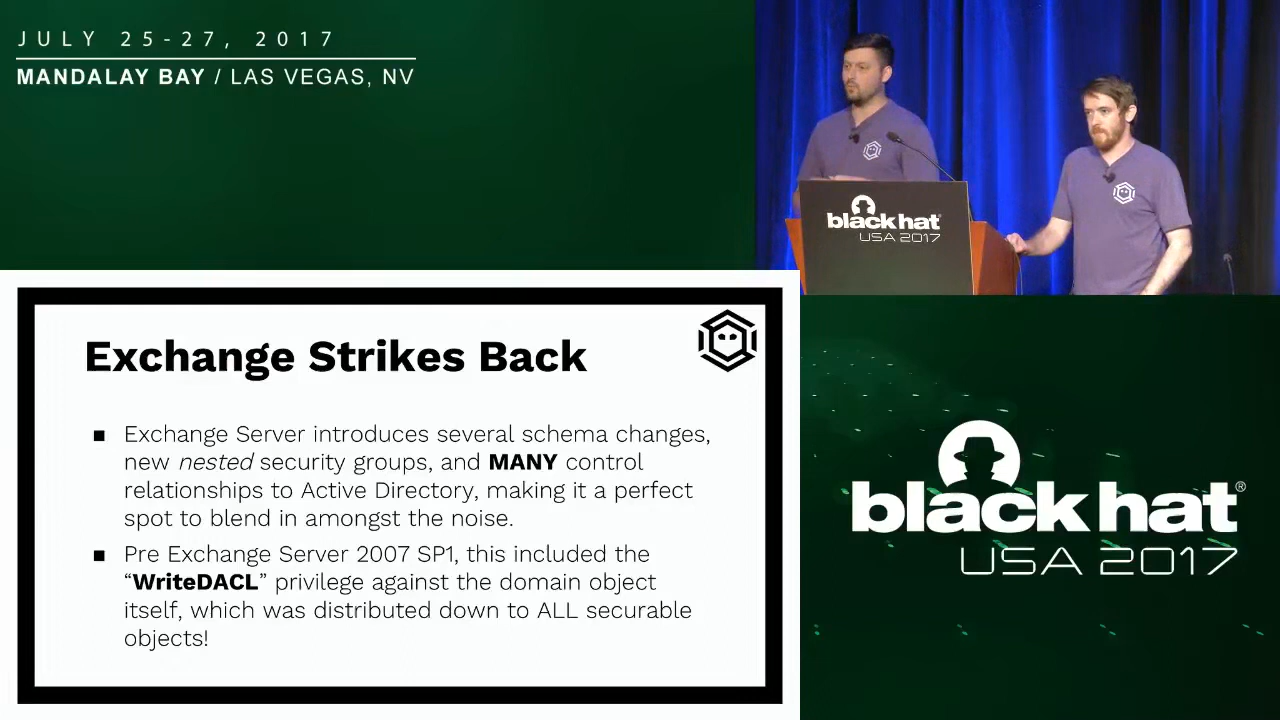 JULY 25-27, 2017
MANDALAY BAY / LAS VEGAS, NV
black hat
USA 2017
Exchange Strikes Back
■ Exchange Server introduces several schema changes,
new nested security groups, and MANY control
relationships to Active Directory, making it a perfect
spot to blend in amongst the noise.
■ Pre Exchange Server 2007 SP1, this included the
“WriteDACL” privilege against the domain object
itself, which was distributed down to ALL securable
objects!
black hat®
USA 2017